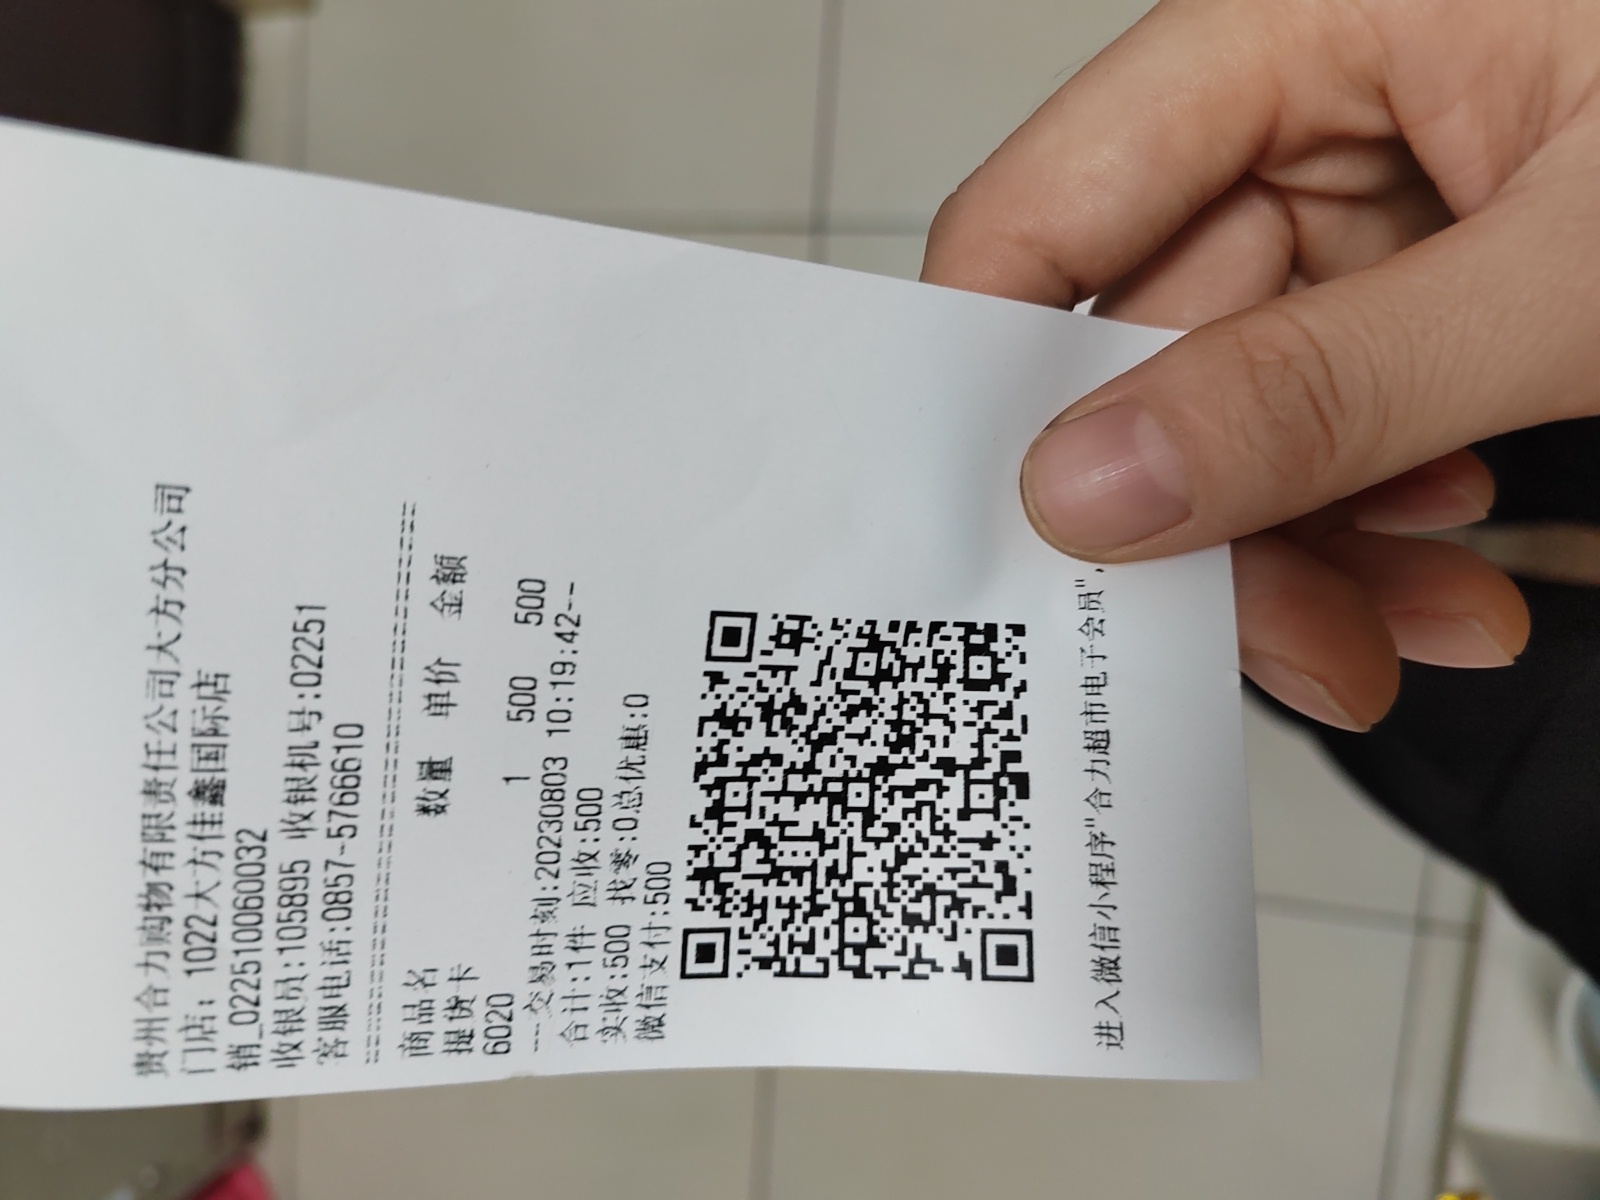 贵州合力购物有限责任公司大方分公司
门店: 1022大方佳鑫国际店
销_022510060032
收银员:105895 收银机号:02251
客服电话:0857-5766610
商品名 数量 单价 金额
提货卡
6020 1 500 500
---交易时刻:20230803 10:19:42--
合计:1件 应收:500
实收:500 找零:0总优惠:0
微信支付:500
进入微信小程序"合力超市电子会员",